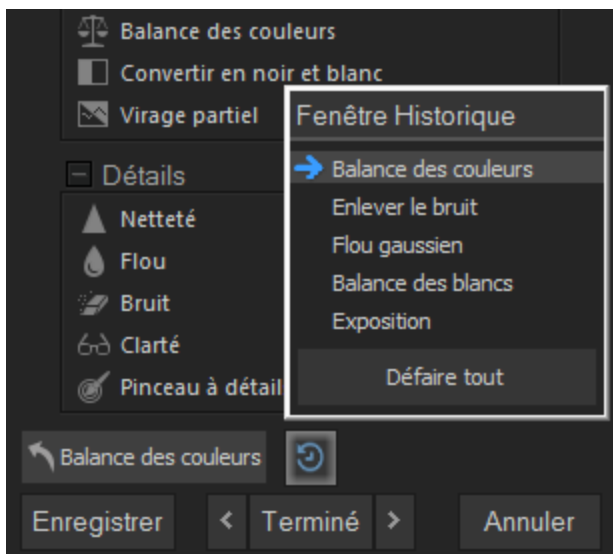 Balance des couleurs
Convertir en noir et blanc
Virage partiel
Détails
Netteté
Flou
Bruit
Clarté
Pinceau à détail
Fenêtre Historique
Balance des couleurs
Enlever le bruit
Flou gaussien
Balance des blancs
Exposition
Défaire tout
Balance des couleurs
Enregistrer < Terminé > Annuler